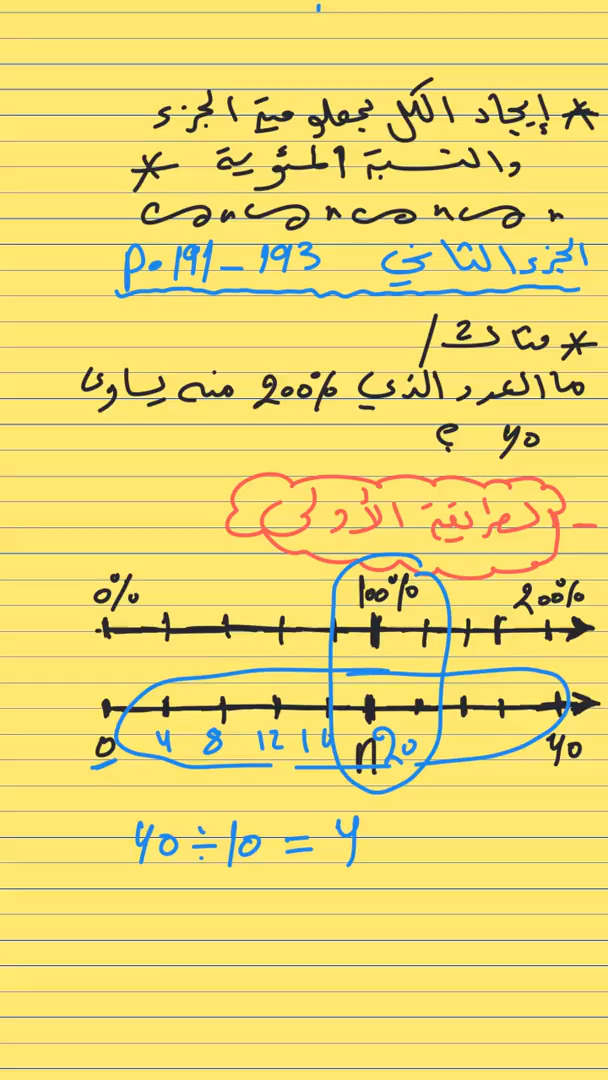 * إيجاد الكل بمعلومية الجزء
والنسبة المئوية *
الجزء الثاني P. 191 - 193
* مثال 2 /
ما العدد الذي 200% منه يساوي
40 ؟
- الطريقة الأولى
0% 100% 200%
0 4 8 12 16 n 20 40
40 ÷ 10 = 4